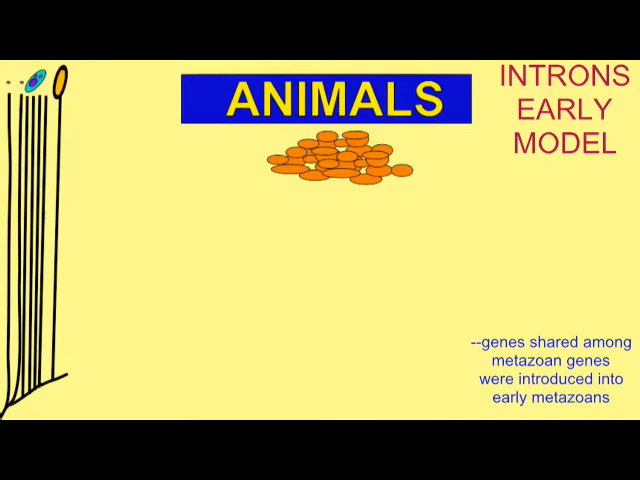 ANIMALS
INTRONS
EARLY
MODEL
--genes shared among
metazoan genes
were introduced into
early metazoans